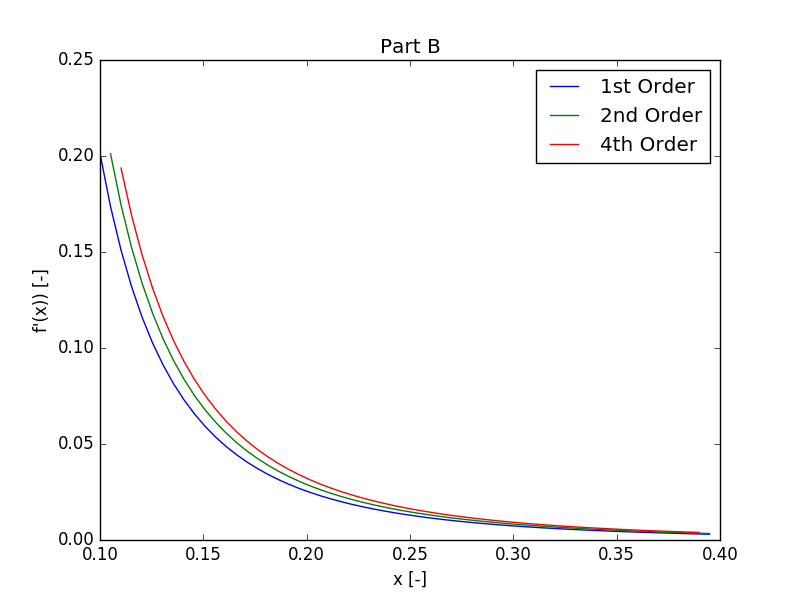 Part B
1st Order
2nd Order
4th Order
0.25
0.20
0.15
0.10
0.05
0.00
f'(x)) [-]
0.10 0.15 0.20 0.25 0.30 0.35 0.40
x [-]